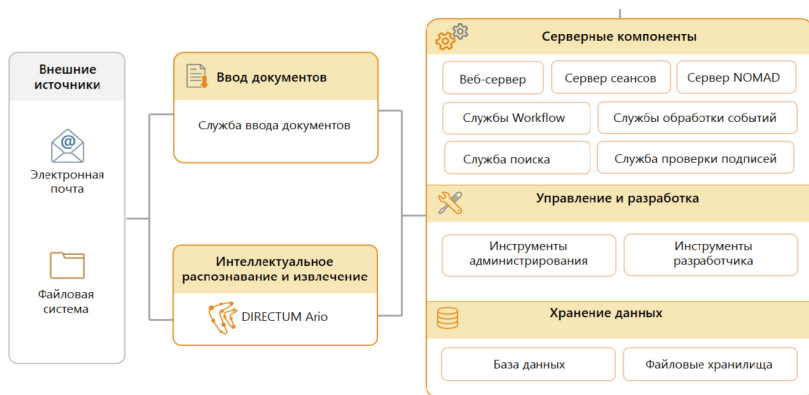 Внешние
источники
@
Электронная
почта
Файловая
система
Ввод документов
Служба ввода документов
Интеллектуальное
распознавание и извлечение
DIRECTUM Ario
Серверные компоненты
Веб-сервер
Сервер сеансов
Сервер NOMAD
Службы Workflow
Службы обработки событий
Служба поиска
Служба проверки подписей
Управление и разработка
Инструменты
администрирования
Инструменты
разработчика
Хранение данных
База данных
Файловые хранилища